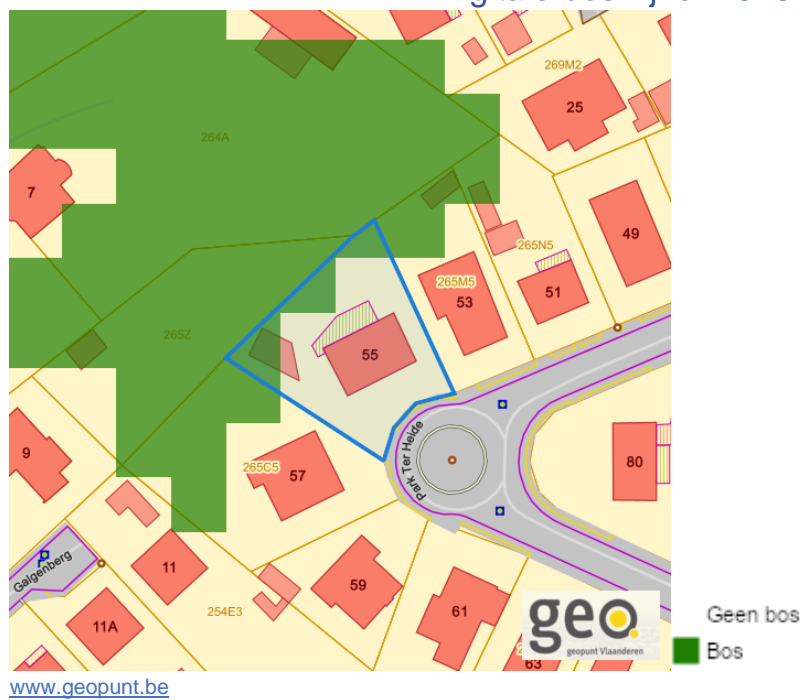 269M2
25
264A
7
49
265N5
265M5
53
51
265Z
55
Park Ter Heide
9
265C5
57
80
Galgenberg
11
59
254E3
11A
61
63
geo.
geopunt Vlaanderen
Geen bos
Bos
www.geopunt.be